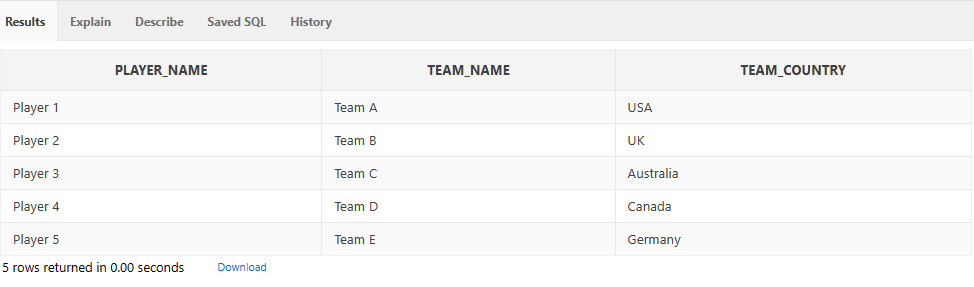 Results Explain Describe Saved SQL History
PLAYER_NAME TEAM_NAME TEAM_COUNTRY
Player 1 Team A USA
Player 2 Team B UK
Player 3 Team C Australia
Player 4 Team D Canada
Player 5 Team E Germany
5 rows returned in 0.00 seconds Download